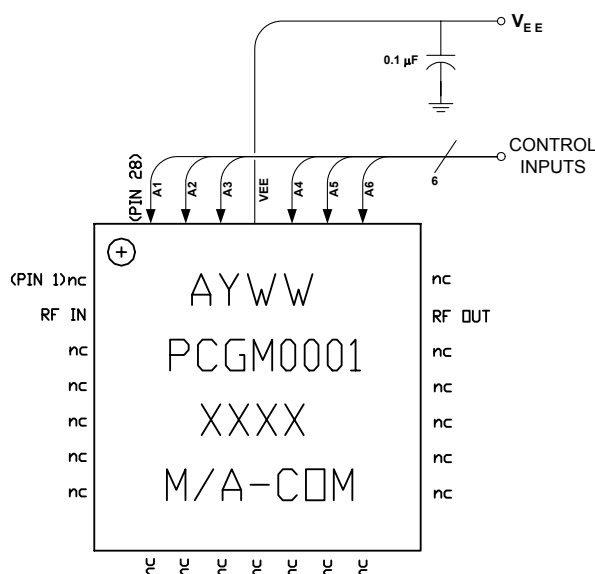 VEE
0.1 µF
CONTROL
INPUTS
6
(PIN 28)
A1
A2
A3
VEE
A4
A5
A6
(PIN 1)nc
RF IN
nc
nc
nc
nc
nc
AYWW
PCGM0001
XXXX
M/A-COM
nc
RF OUT
nc
nc
nc
nc
nc
nc
nc
nc
nc
nc
nc
nc